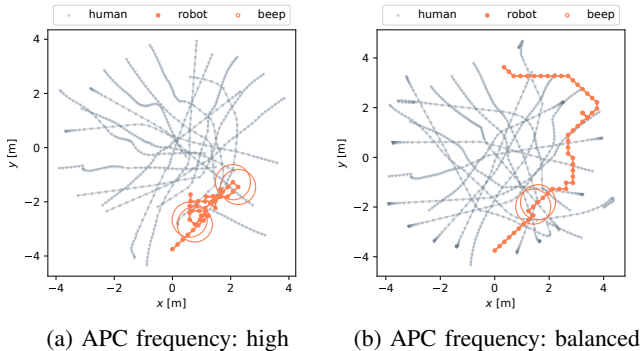 human robot beep
human robot beep
4
2
0
−2
−4
y [m]
−4 −2 0 2 4
x [m]
4
2
0
−2
−4
y [m]
−4 −2 0 2 4
x [m]
(a) APC frequency: high
(b) APC frequency: balanced